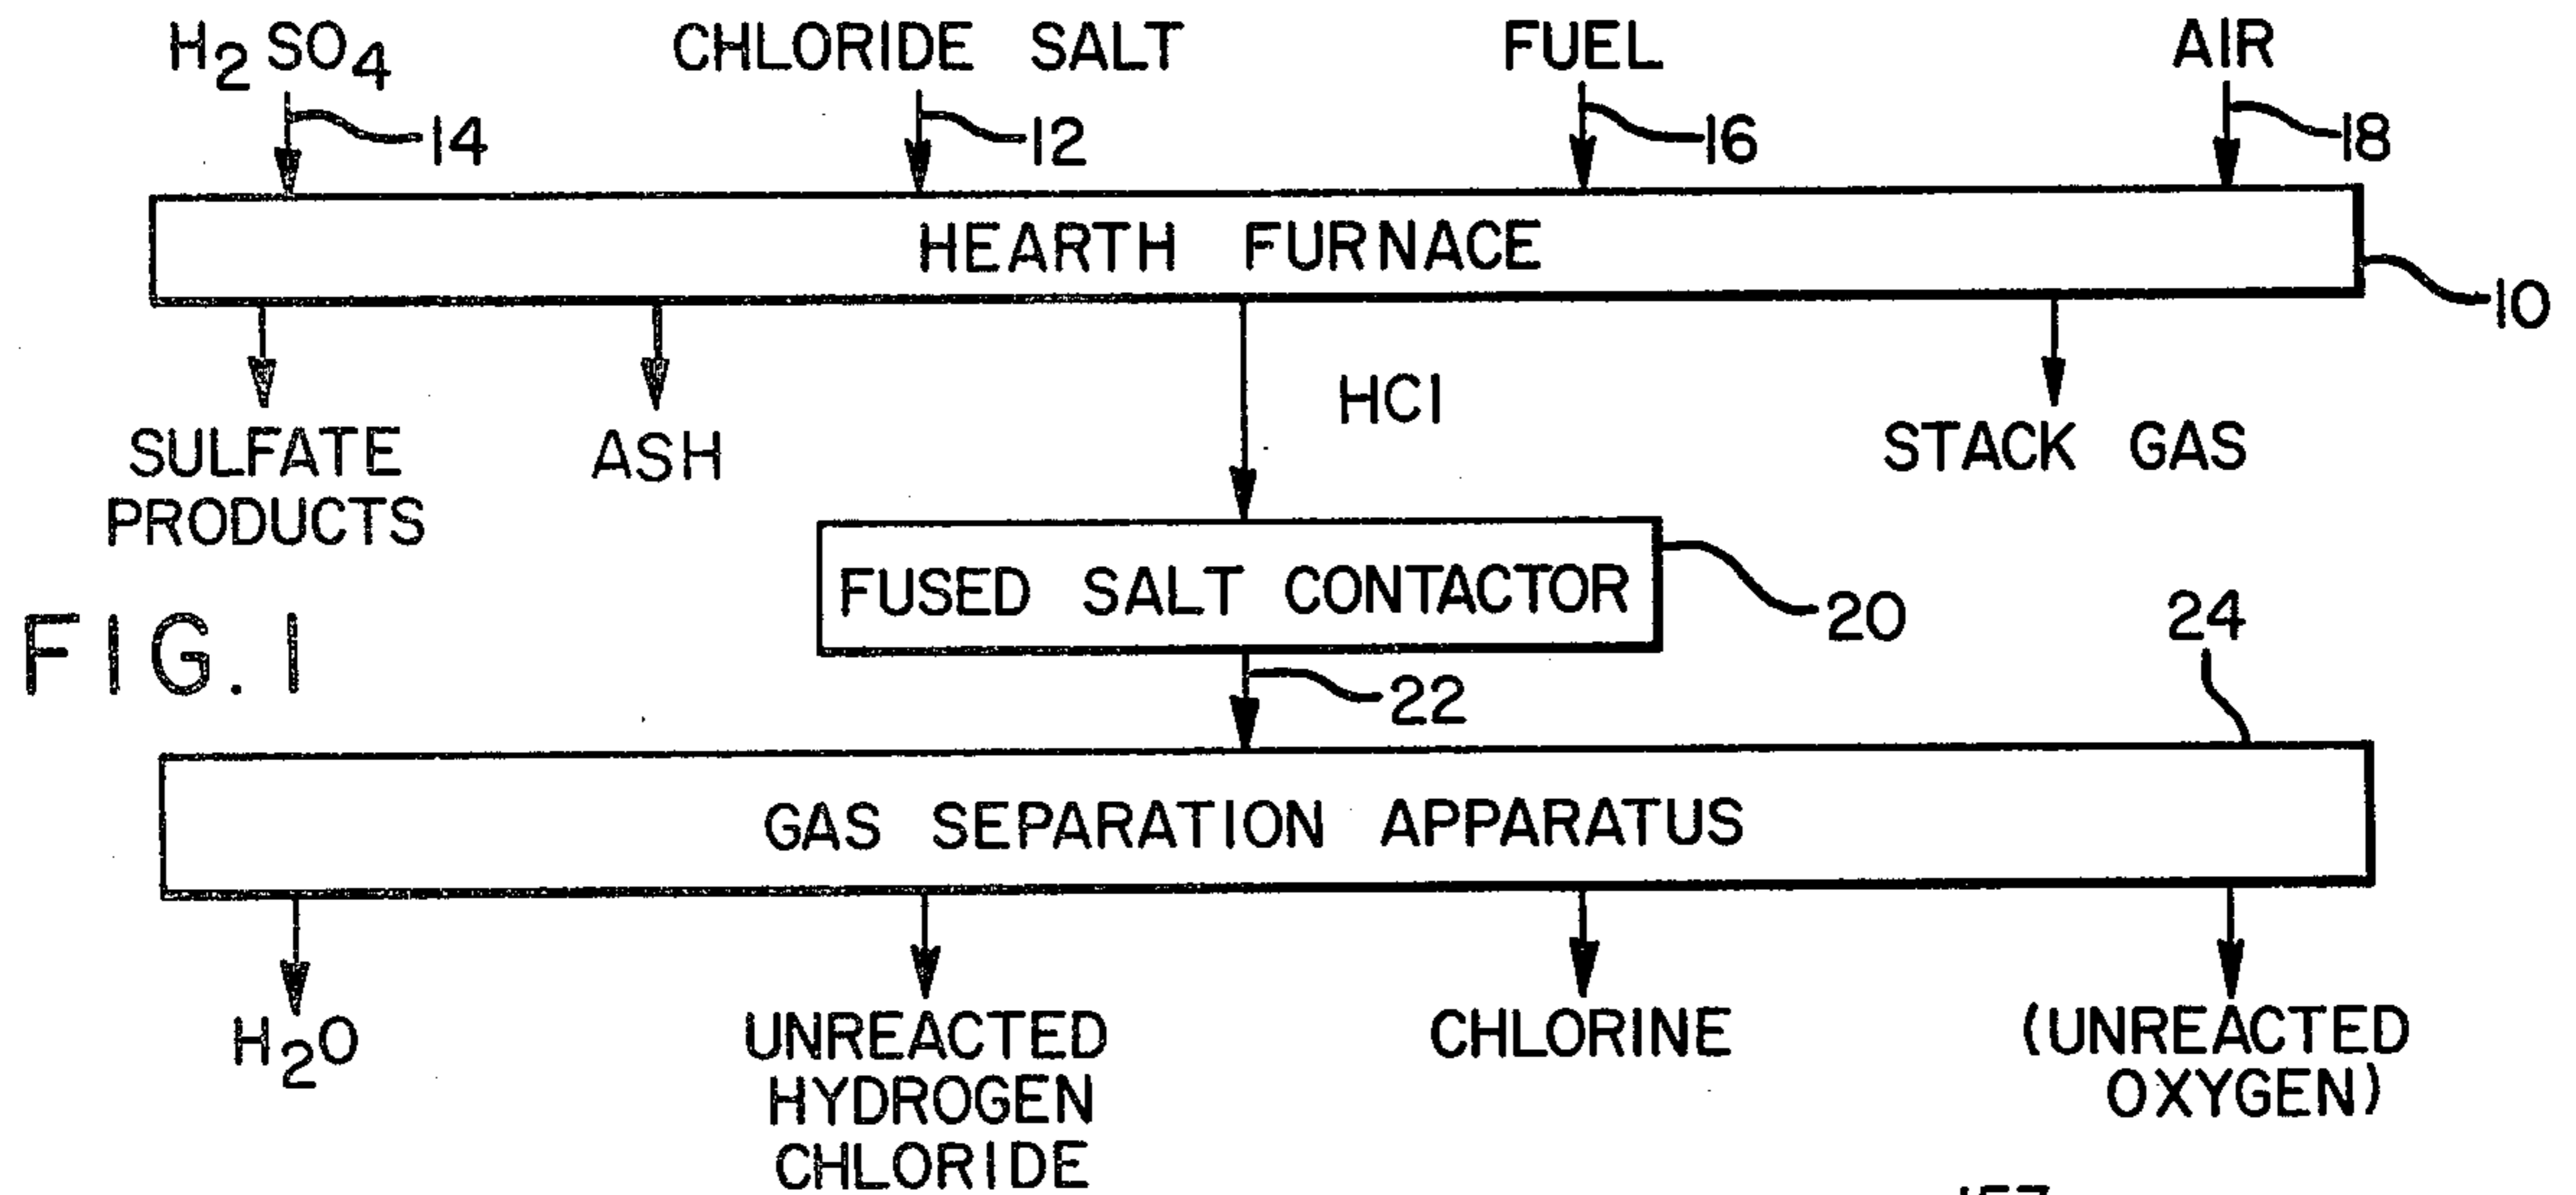 H2SO4
CHLORIDE SALT
FUEL
AIR
14
12
16
18
HEARTH FURNACE
10
SULFATE
PRODUCTS
ASH
HCl
STACK GAS
FUSED SALT CONTACTOR
20
24
FIG. 1
22
GAS SEPARATION APPARATUS
H2O
UNREACTED
HYDROGEN
CHLORIDE
CHLORINE
(UNREACTED
OXYGEN)